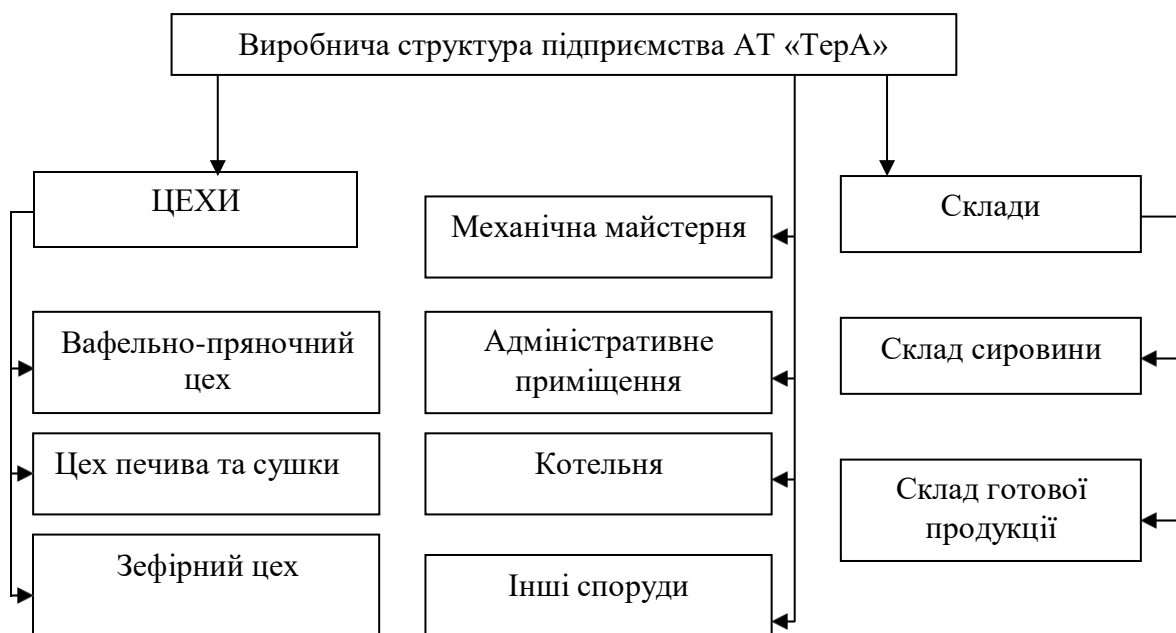 Виробнича структура підприємства АТ «ТерА»
ЦЕХИ
Вафельно-пряночний
цех
Цех печива та сушки
Зефірний цех
Механічна майстерня
Адміністративне
приміщення
Котельня
Інші споруди
Склади
Склад сировини
Склад готової
продукції